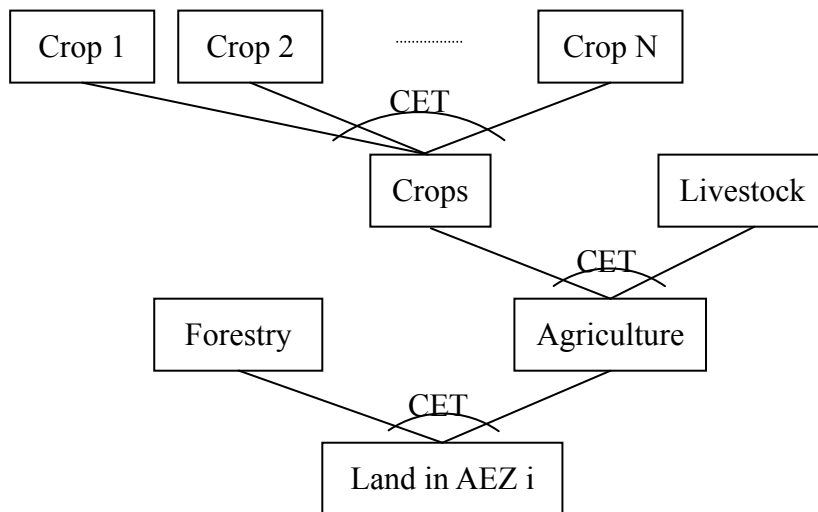 Crop 1
Crop 2
Crop N
CET
Crops
Livestock
CET
Forestry
Agriculture
CET
Land in AEZ i